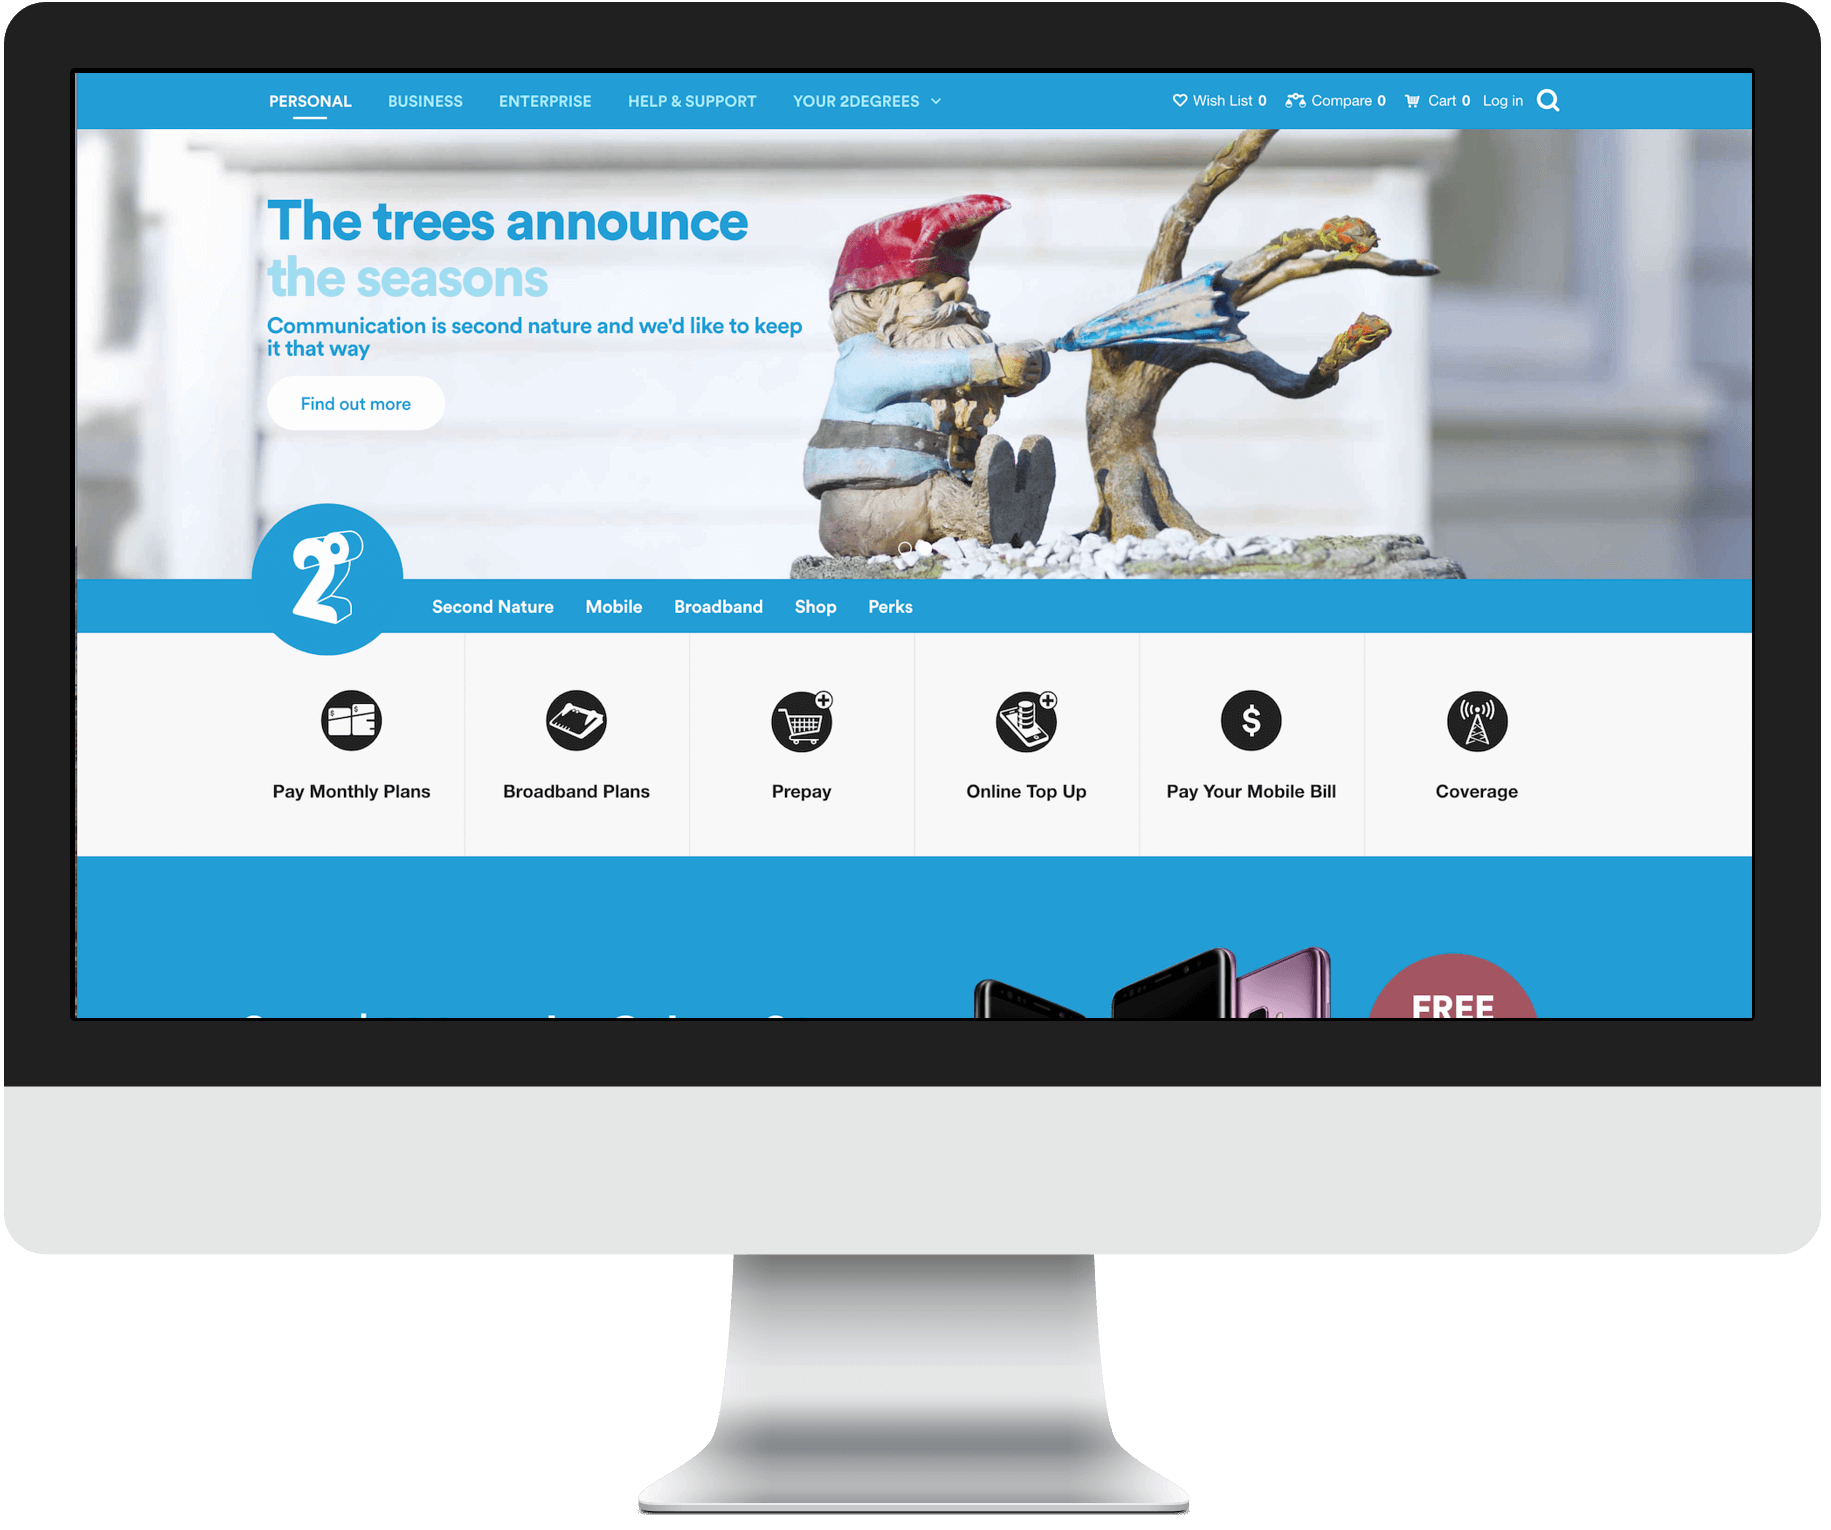 PERSONAL BUSINESS ENTERPRISE HELP & SUPPORT YOUR 2DEGREES Wish List 0 Compare 0 Cart 0 Log in
The trees announce
the seasons
Communication is second nature and we'd like to keep
it that way
Find out more
2
Second Nature Mobile Broadband Shop Perks
$ $ $
Pay Monthly Plans Broadband Plans Prepay Online Top Up Pay Your Mobile Bill Coverage
FREE